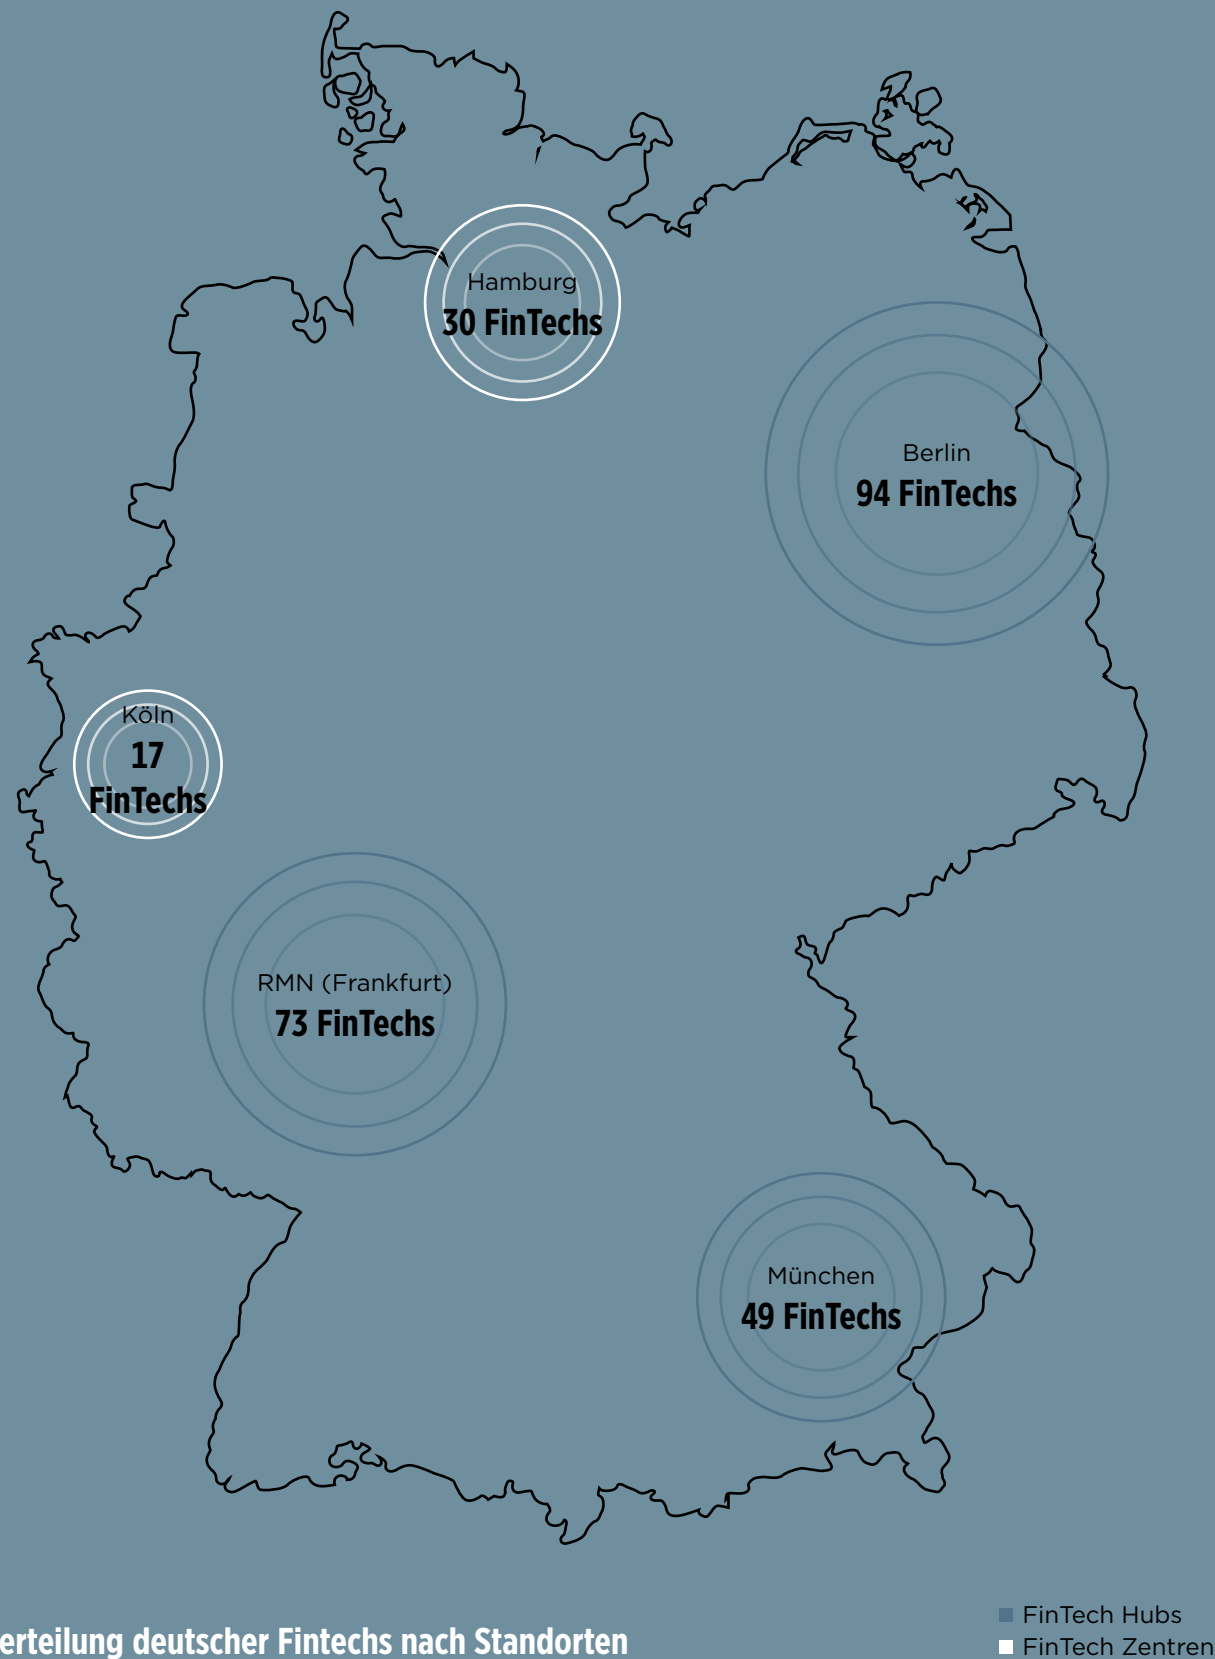 Hamburg
30 FinTechs
Berlin
94 FinTechs
Köln
17
FinTechs
RMN (Frankfurt)
73 FinTechs
München
49 FinTechs
FinTech Hubs
erteilung deutscher Fintechs nach Standorten
FinTech Zentren